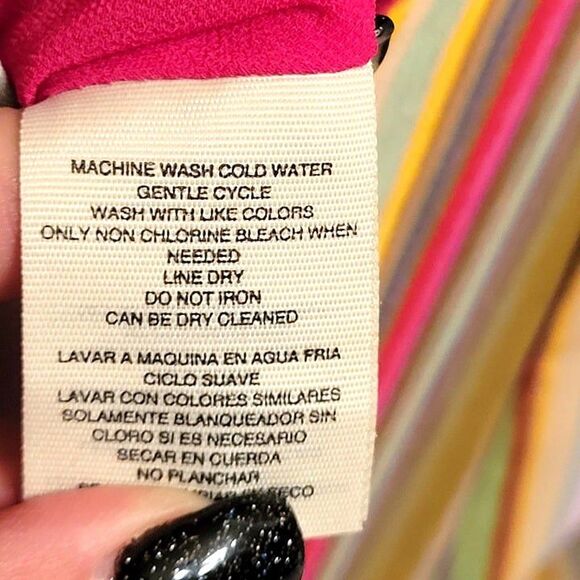 MACHINE WASH COLD WATER
GENTLE CYCLE
WASH WITH LIKE COLORS
ONLY NON CHLORINE BLEACH WHEN
NEEDED
LINE DRY
DO NOT IRON
CAN BE DRY CLEANED
LAVAR A MAQUINA EN AGUA FRIA
CICLO SUAVE
LAVAR CON COLORES SIMILARES
SOLAMENTE BLANQUEADOR SIN
CLORO SI ES NECESARIO
SECAR EN CUERDA
NO PLANCHAR
SECO